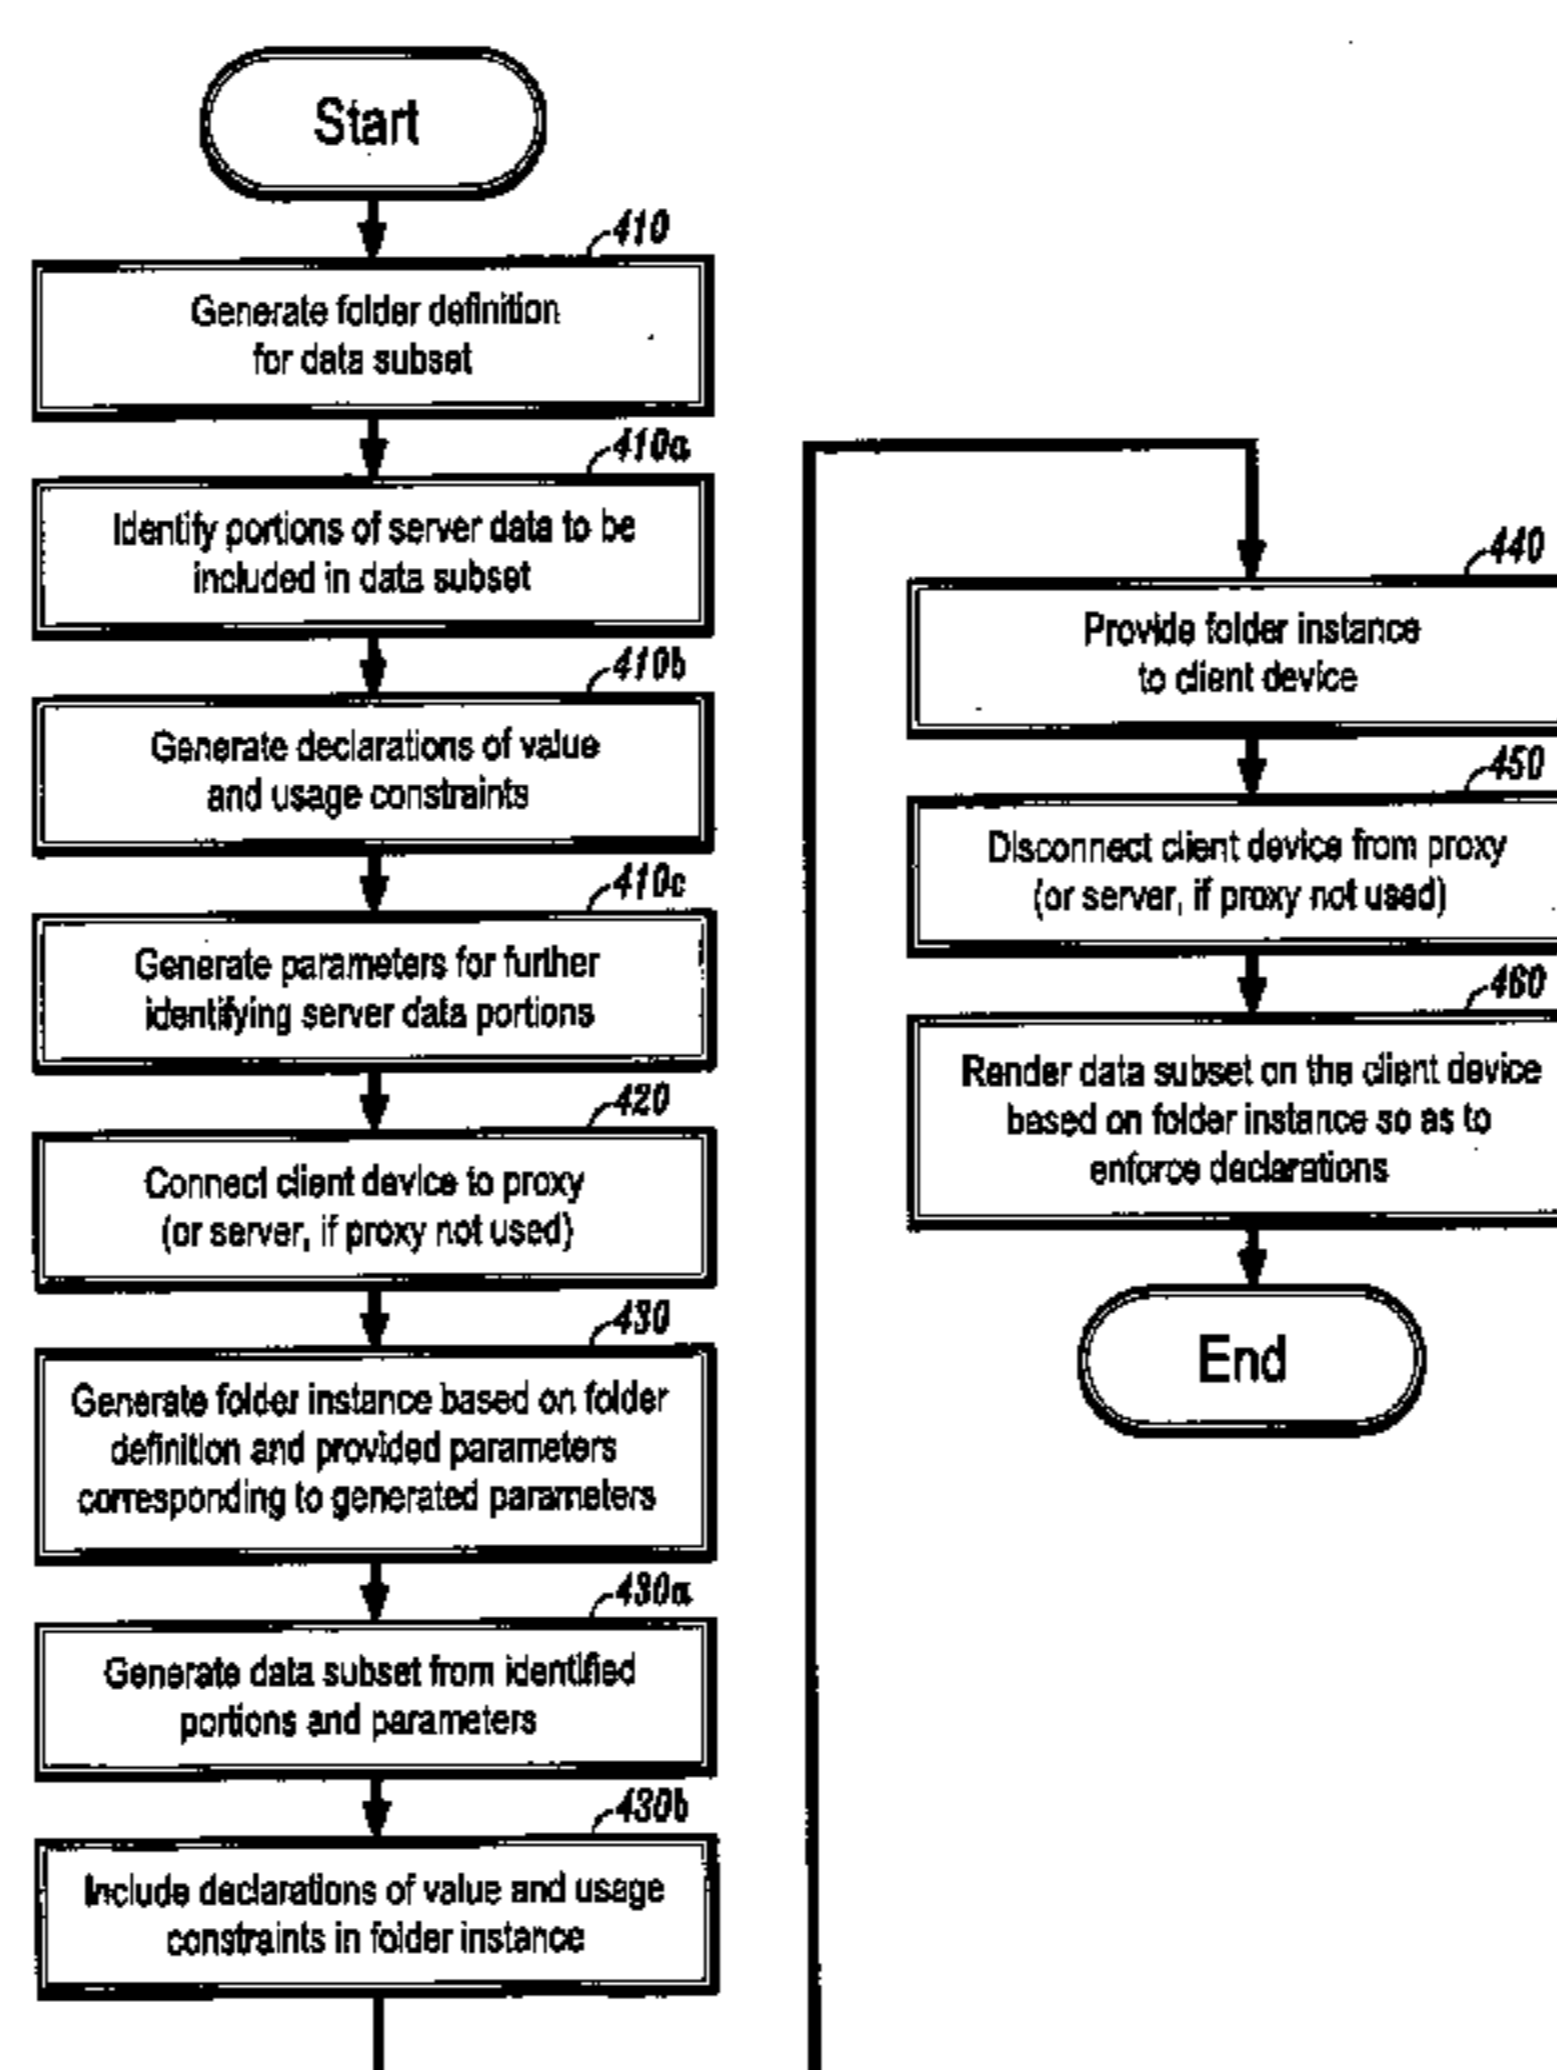 Start
410
Generate folder definition
for data subset
410a
Identify portions of server data to be
included in data subset
410b
Generate declarations of value
and usage constraints
410c
Generate parameters for further
identifying server data portions
420
Connect client device to proxy
(or server, if proxy not used)
430
Generate folder instance based on folder
definition and provided parameters
corresponding to generated parameters
430a
Generate data subset from identified
portions and parameters
430b
Include declarations of value and usage
constraints in folder instance
440
Provide folder instance
to client device
450
Disconnect client device from proxy
(or server, if proxy not used)
460
Render data subset on the client device
based on folder instance so as to
enforce declarations
End